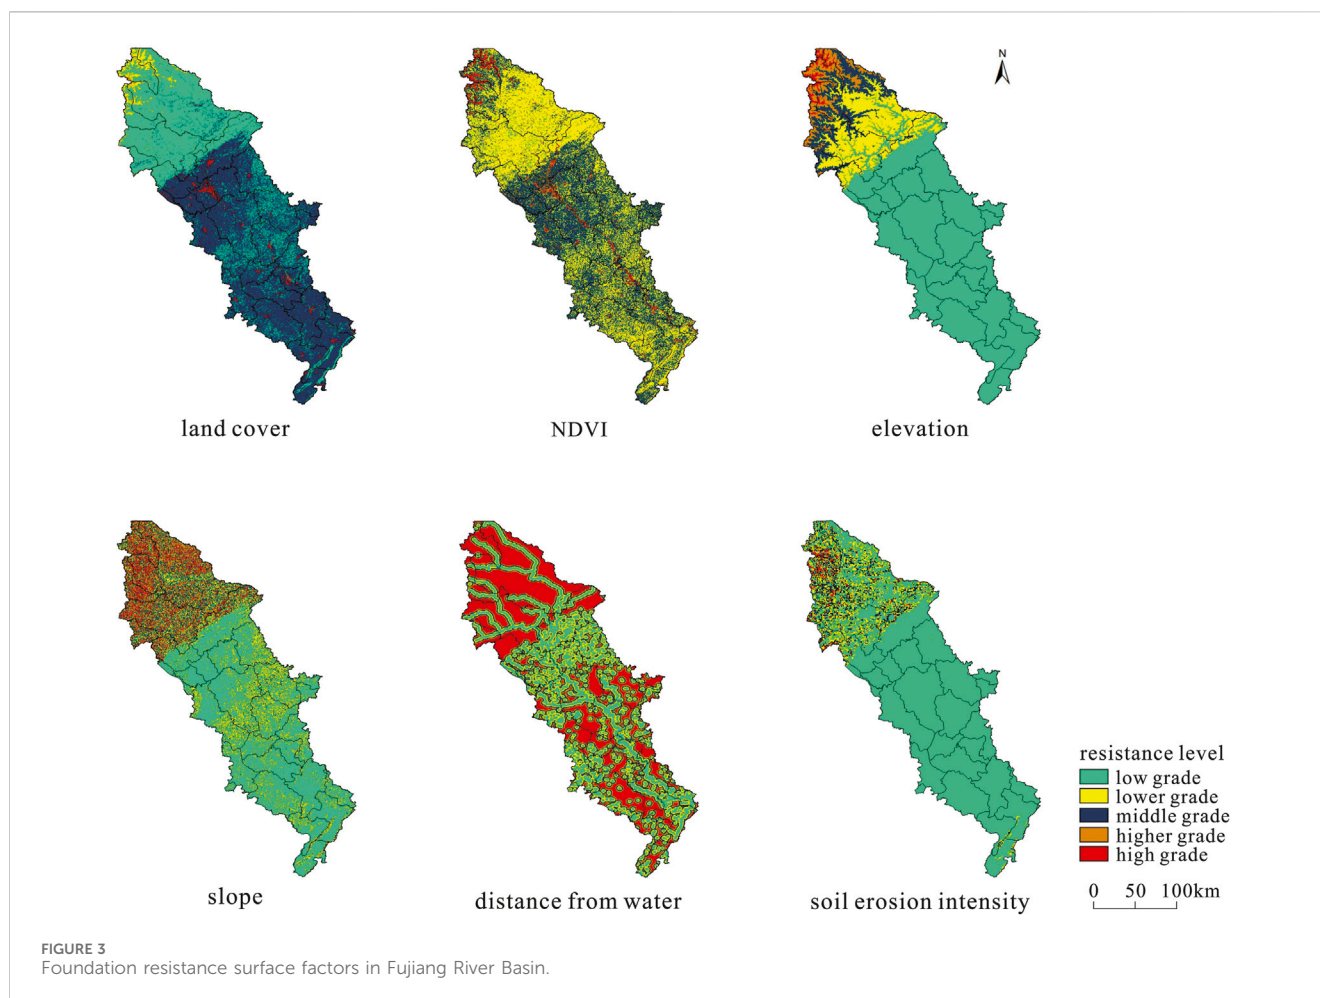 N
land cover
NDVI
elevation
slope
distance from water
soil erosion intensity
resistance level
low grade
lower grade
middle grade
higher grade
high grade
0 50 100km
FIGURE 3
Foundation resistance surface factors in Fujiang River Basin.